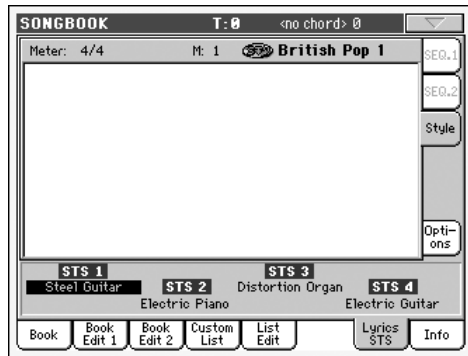 SONGBOOK T:0 <no chord> 0
Meter: 4/4 M: 1 British Pop 1
SEQ.1
SEQ.2
Style
Opti-
ons
STS 1 STS 3
Steel Guitar STS 2 Distortion Organ STS 4
Electric Piano Electric Guitar
Book Book Edit 1 Book Edit 2 Custom List List Edit Lyrics STS Info